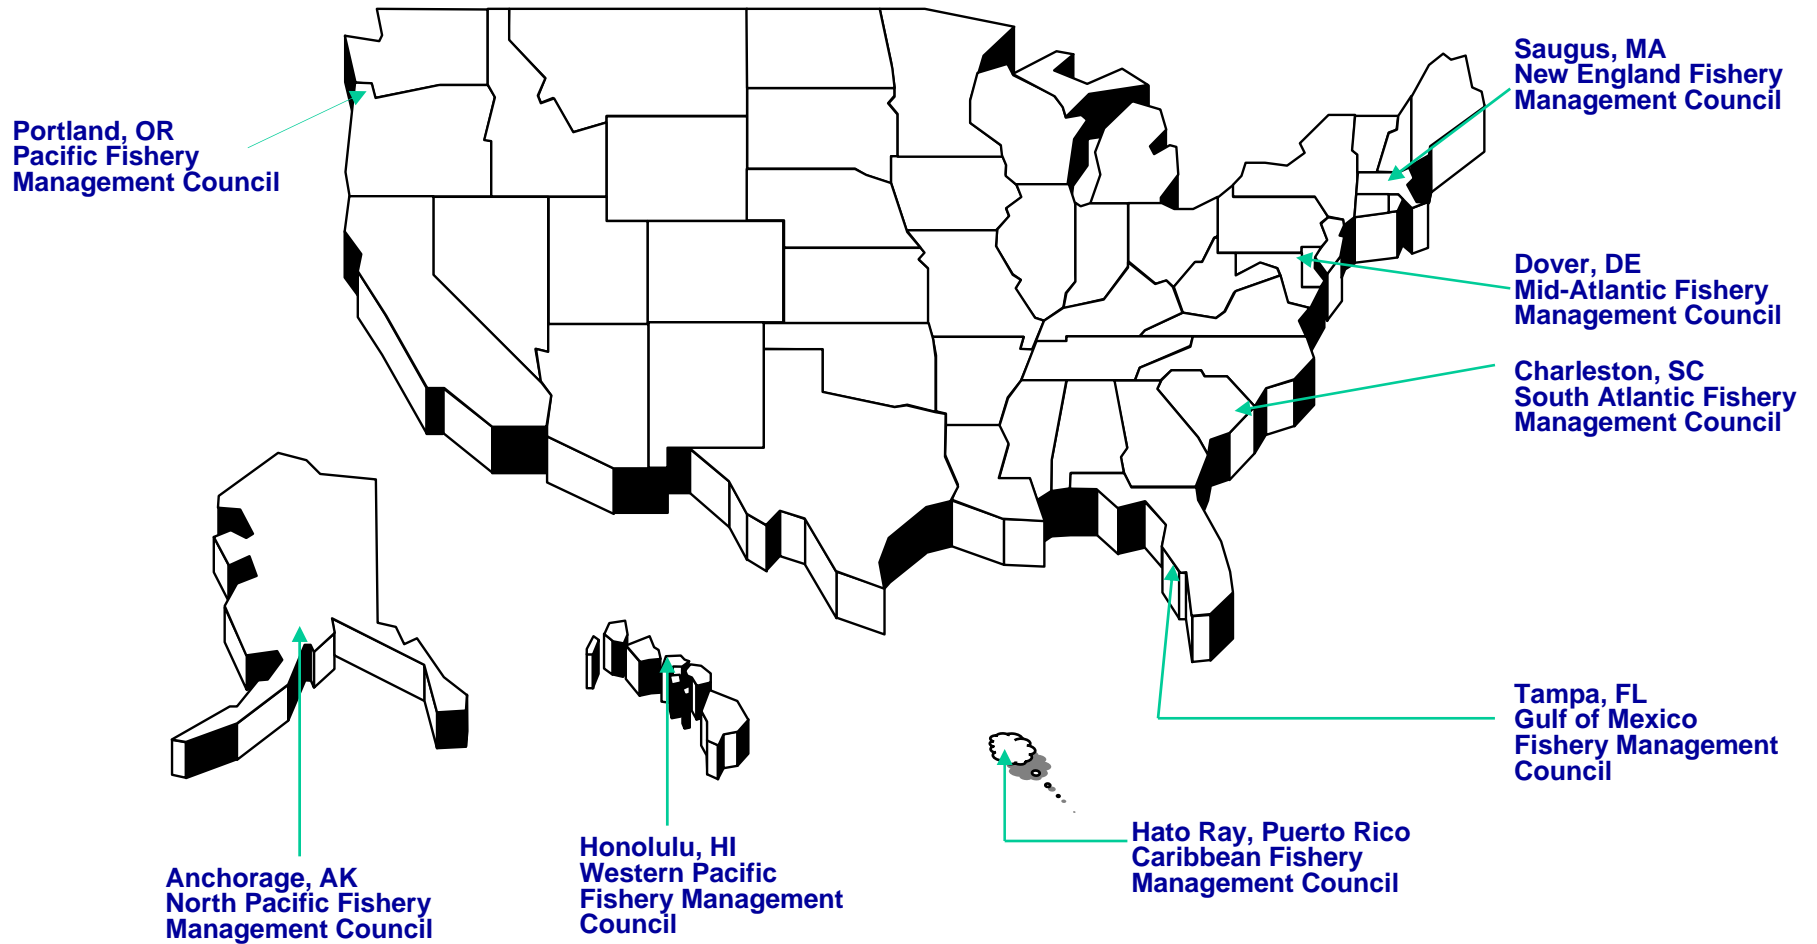 Saugus, MA
New England Fishery
Management Council
Portland, OR
Pacific Fishery
Management Council
Dover, DE
Mid-Atlantic Fishery
Management Council
Charleston, SC
South Atlantic Fishery
Management Council
Tampa, FL
Gulf of Mexico
Fishery Management
Council
Hato Ray, Puerto Rico
Caribbean Fishery
Management Council
Honolulu, HI
Western Pacific
Fishery Management
Council
Anchorage, AK
North Pacific Fishery
Management Council